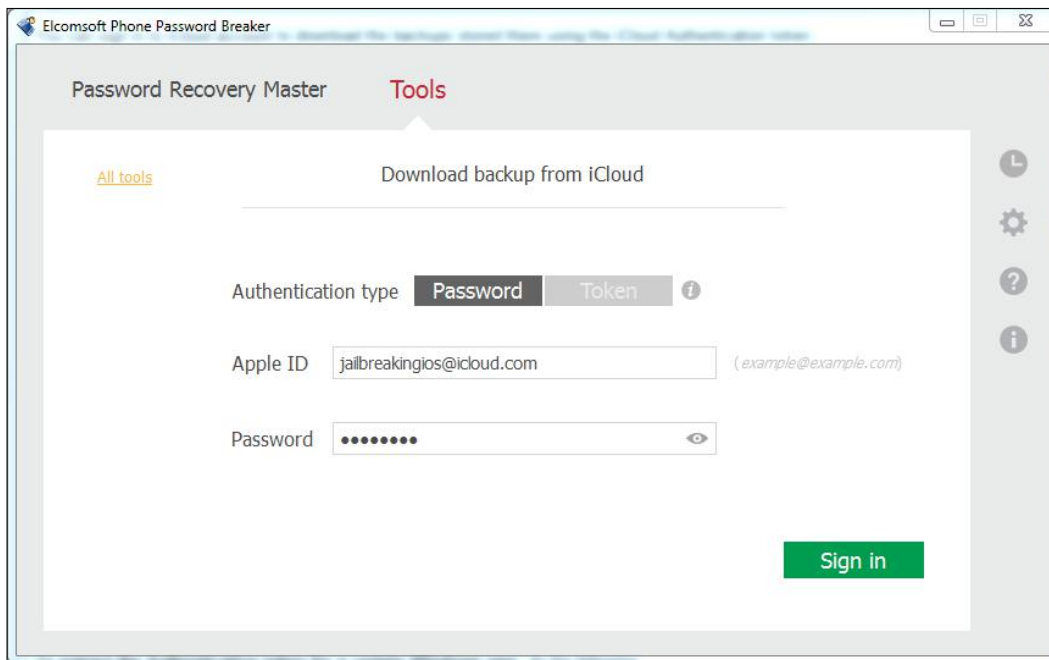 Elcomsoft Phone Password Breaker
Password Recovery Master Tools
All tools
Download backup from iCloud
Authentication type Password Token
Apple ID jailbreakingios@icloud.com (example@example.com)
Password ••••••••
Sign in